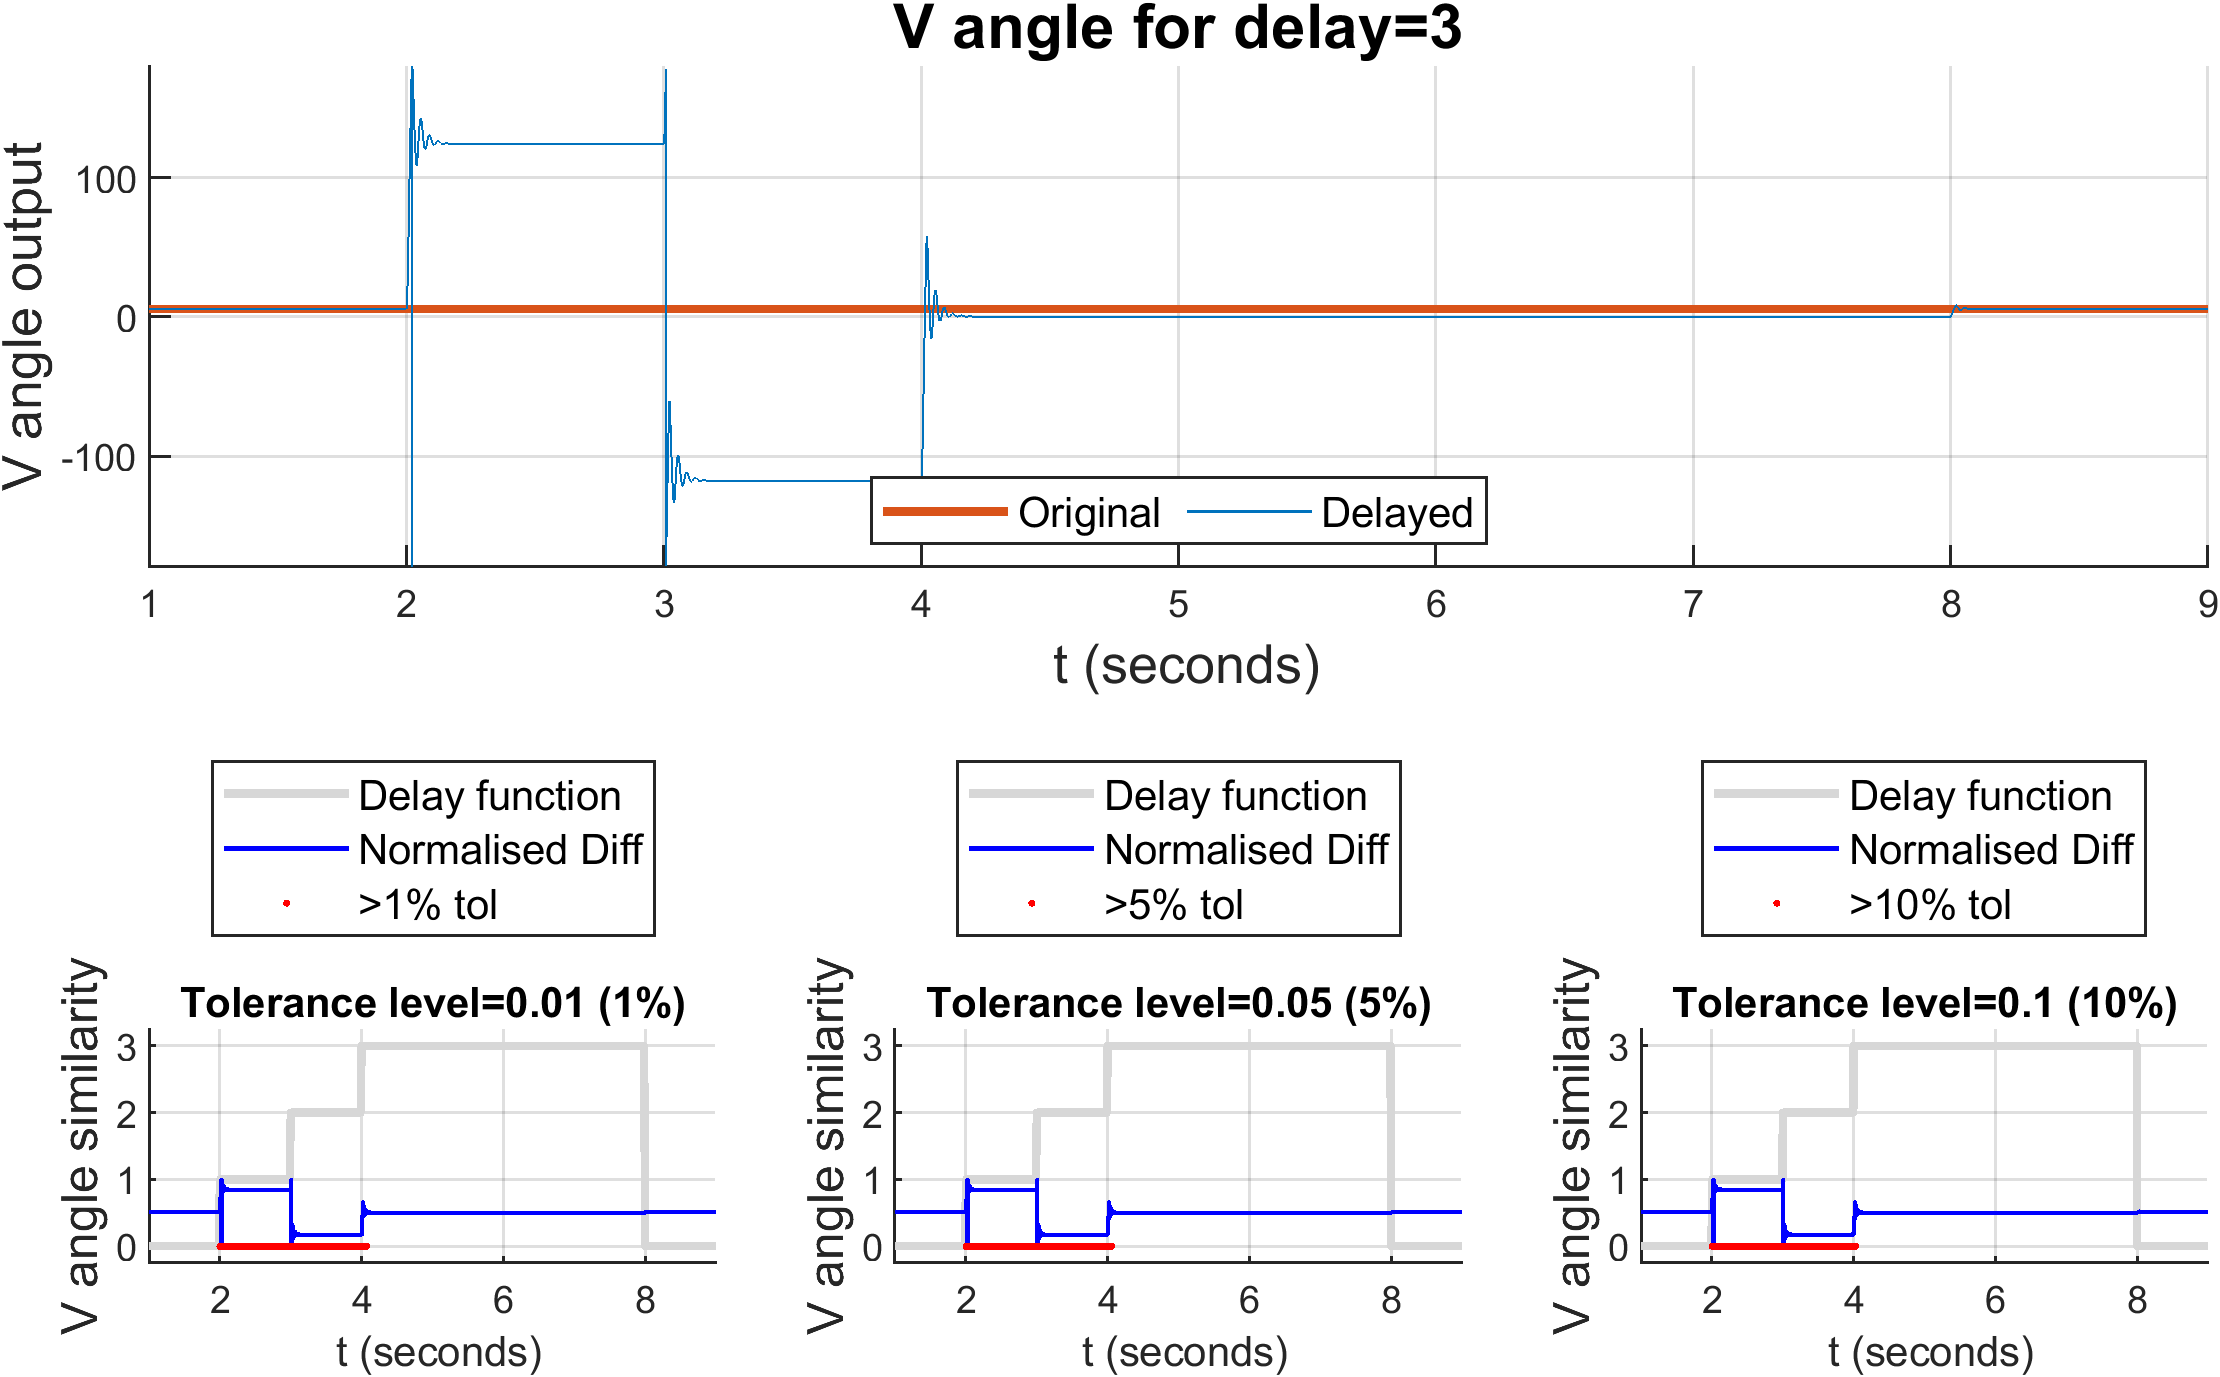 V angle for delay=3
V angle output
100
0
-100
Original Delayed
1 2 3 4 5 6 7 8 9
t (seconds)
Delay function
Normalised Diff
>1% tol
Tolerance level=0.01 (1%)
V angle similarity
3
2
1
0
2 4 6 8
t (seconds)
Delay function
Normalised Diff
>5% tol
Tolerance level=0.05 (5%)
V angle similarity
3
2
1
0
2 4 6 8
t (seconds)
Delay function
Normalised Diff
>10% tol
Tolerance level=0.1 (10%)
V angle similarity
3
2
1
0
2 4 6 8
t (seconds)